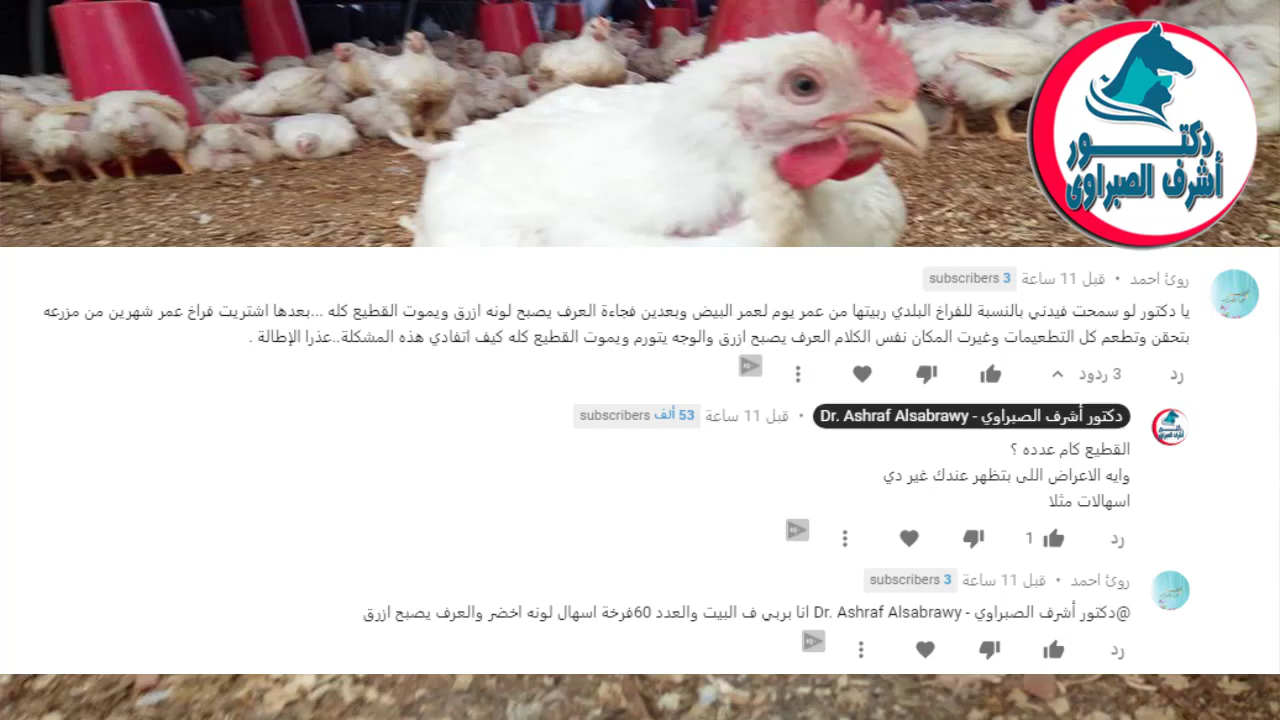 دكتور
أشرف الصبراوى
روئ احمد • قبل 11 ساعة 3 subscribers
يا دكتور لو سمحت فيدني بالنسبة للفراخ البلدي ربيتها من عمر يوم لعمر البيض وبعدين فجاءة العرف يصبح لونه ازرق ويموت القطيع كله ...بعدها اشتريت فراخ عمر شهرين من مزرعه
بتحقن وتطعم كل التطعيمات وغيرت المكان نفس الكلام العرف يصبح ازرق والوجه يتورم ويموت القطيع كله كيف اتفادي هذه المشكلة..عذرا الإطالة .
رد 3 ردود
دكتور أشرف الصبراوي - Dr. Ashraf Alsabrawy • قبل 11 ساعة 53 ألف subscribers
القطيع كام عدده ؟
وايه الاعراض اللى بتظهر عندك غير دي
اسهالات مثلا
رد 1
روئ احمد • قبل 11 ساعة 3 subscribers
@دكتور أشرف الصبراوي - Dr. Ashraf Alsabrawy انا بربي ف البيت والعدد 60فرخة اسهال لونه اخضر والعرف يصبح ازرق
رد